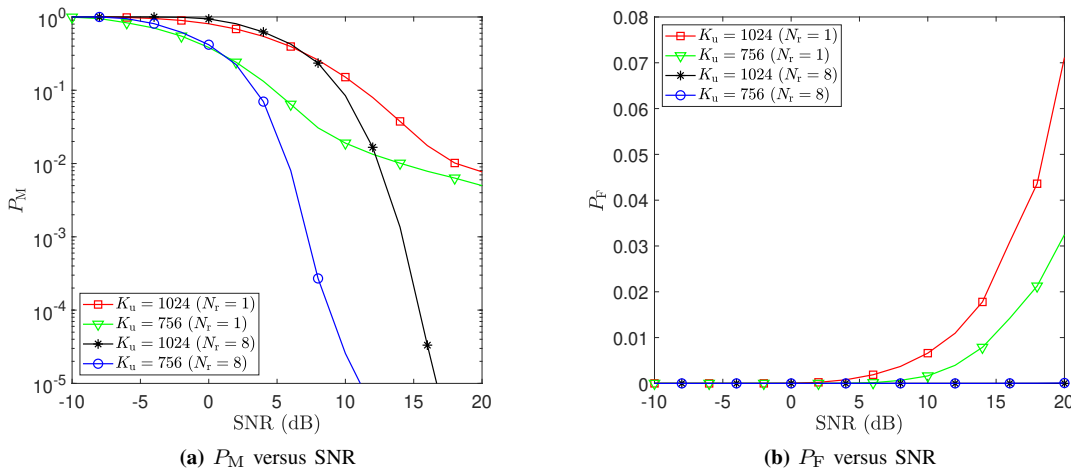 10^0
10^-1
10^-2
10^-3
10^-4
10^-5
P_M
K_u = 1024 (N_r = 1)
K_u = 756 (N_r = 1)
K_u = 1024 (N_r = 8)
K_u = 756 (N_r = 8)
-10 -5 0 5 10 15 20
SNR (dB)
(a) P_M versus SNR
0.08
0.07
0.06
0.05
0.04
0.03
0.02
0.01
0
P_F
K_u = 1024 (N_r = 1)
K_u = 756 (N_r = 1)
K_u = 1024 (N_r = 8)
K_u = 756 (N_r = 8)
-10 -5 0 5 10 15 20
SNR (dB)
(b) P_F versus SNR